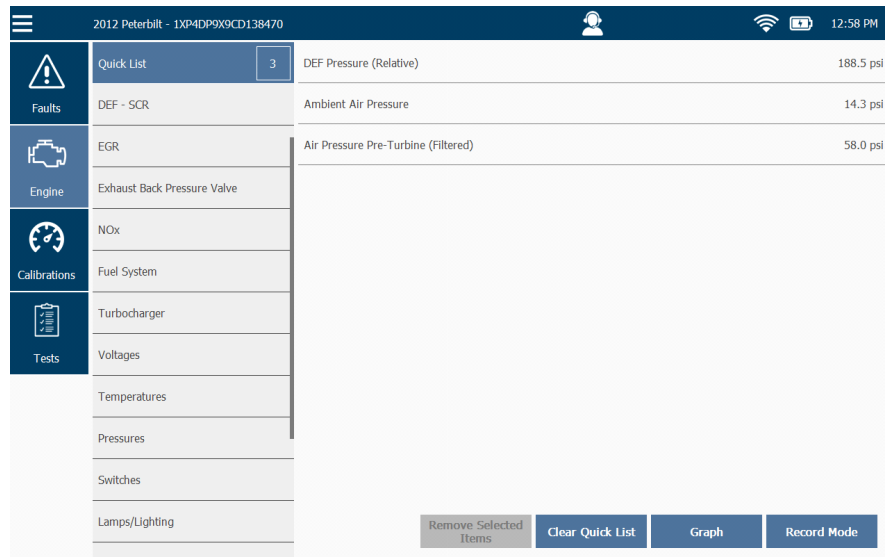 2012 Peterbilt - 1XP4DP9X9CD138470
12:58 PM
Faults
Engine
Calibrations
Tests
Quick List 3
DEF - SCR
EGR
Exhaust Back Pressure Valve
NOx
Fuel System
Turbocharger
Voltages
Temperatures
Pressures
Switches
Lamps/Lighting
DEF Pressure (Relative) 188.5 psi
Ambient Air Pressure 14.3 psi
Air Pressure Pre-Turbine (Filtered) 58.0 psi
Remove Selected
Items
Clear Quick List
Graph
Record Mode